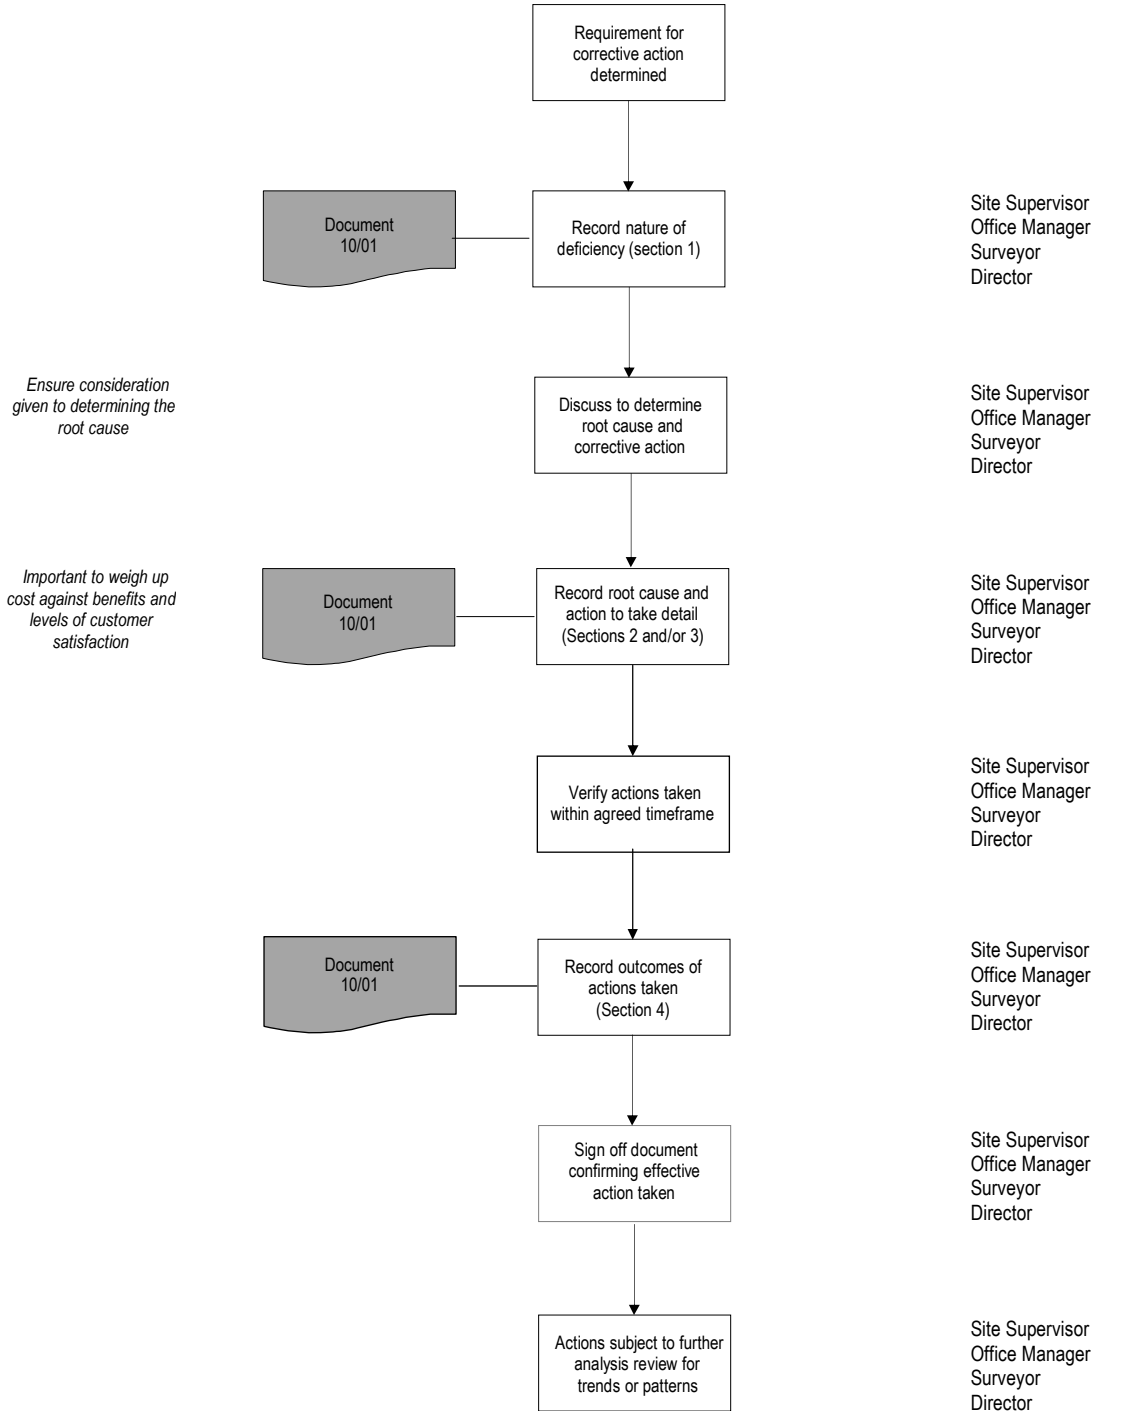 Requirement for
corrective action
determined
Document
10/01
Record nature of
deficiency (section 1)
Site Supervisor
Office Manager
Surveyor
Director
Ensure consideration
given to determining the
root cause
Discuss to determine
root cause and
corrective action
Site Supervisor
Office Manager
Surveyor
Director
Important to weigh up
cost against benefits and
levels of customer
satisfaction
Document
10/01
Record root cause and
action to take detail
(Sections 2 and/or 3)
Site Supervisor
Office Manager
Surveyor
Director
Verify actions taken
within agreed timeframe
Site Supervisor
Office Manager
Surveyor
Director
Document
10/01
Record outcomes of
actions taken
(Section 4)
Site Supervisor
Office Manager
Surveyor
Director
Sign off document
confirming effective
action taken
Site Supervisor
Office Manager
Surveyor
Director
Actions subject to further
analysis review for
trends or patterns
Site Supervisor
Office Manager
Surveyor
Director